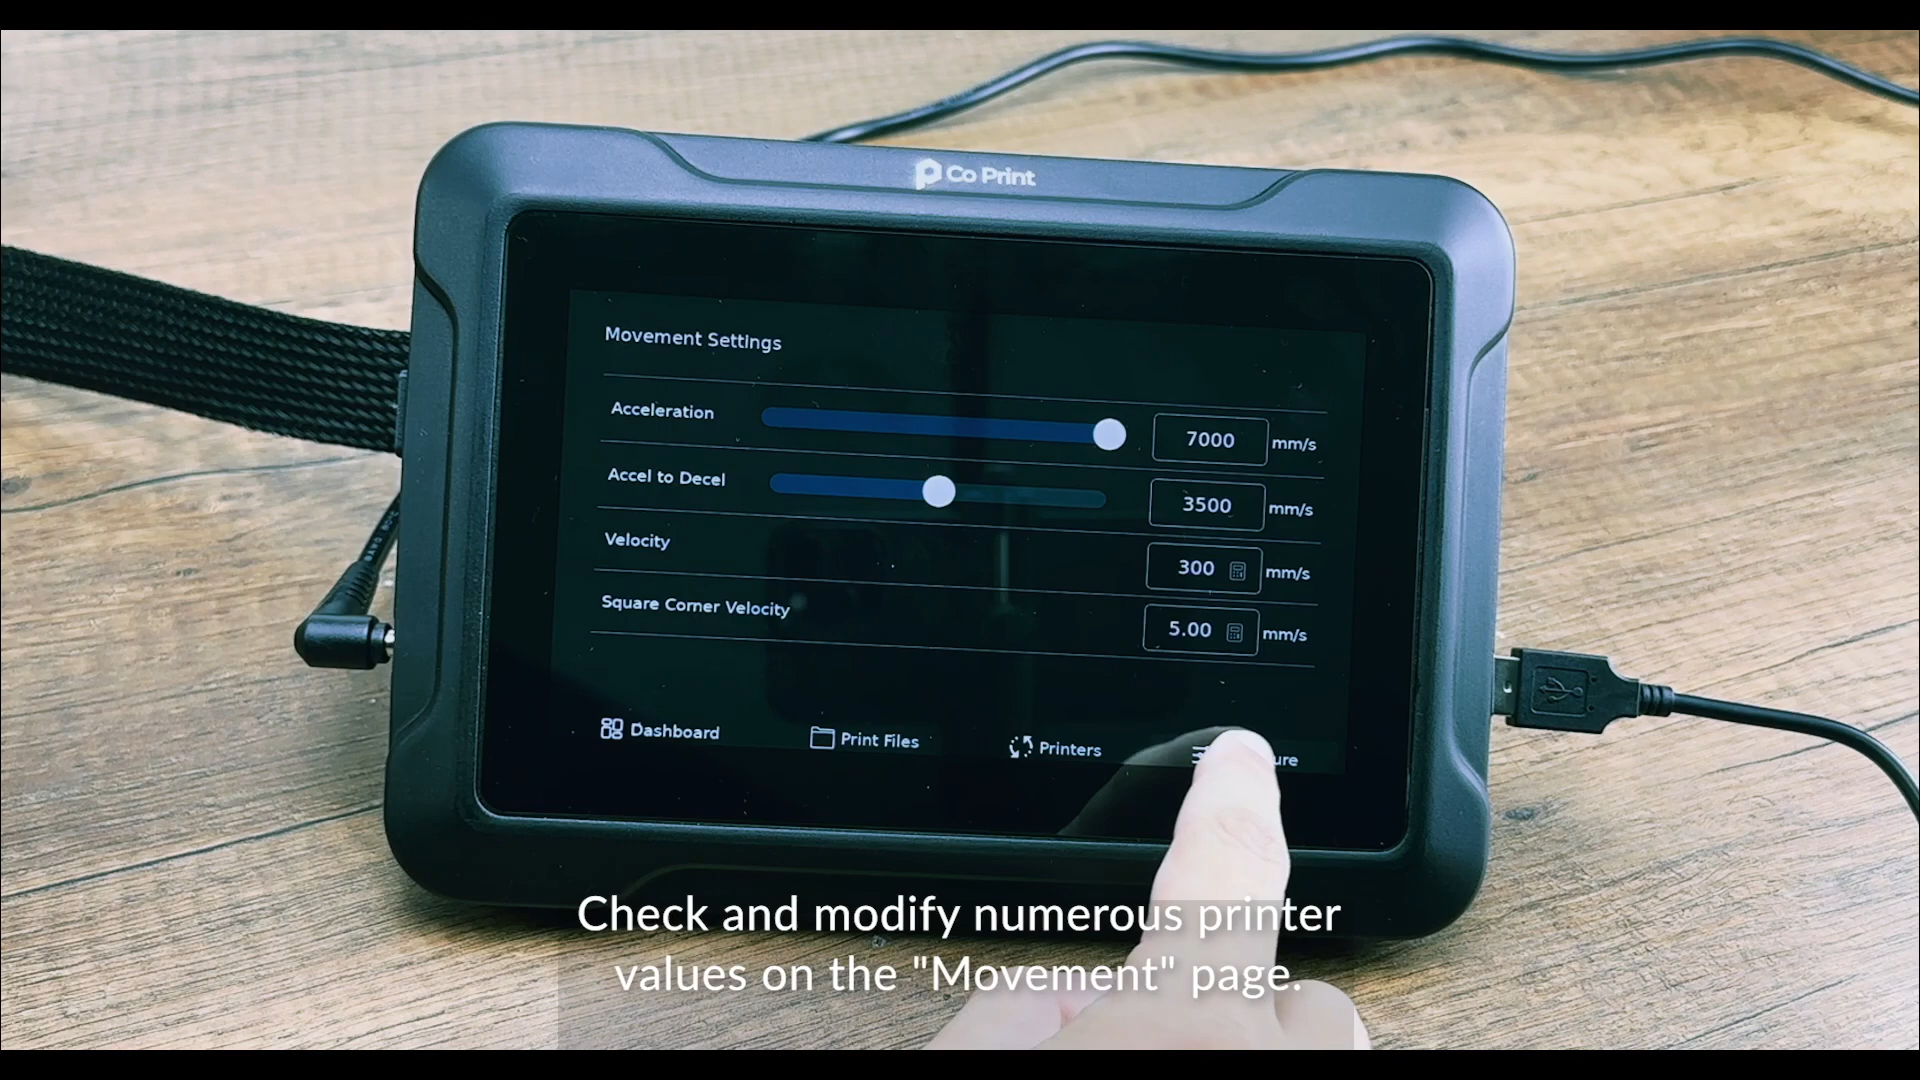 Co Print
Movement Settings
Acceleration 7000 mm/s
Accel to Decel 3500 mm/s
Velocity 300 mm/s
Square Corner Velocity 5.00 mm/s
Dashboard Print Files Printers
Check and modify numerous printer
values on the "Movement" page.